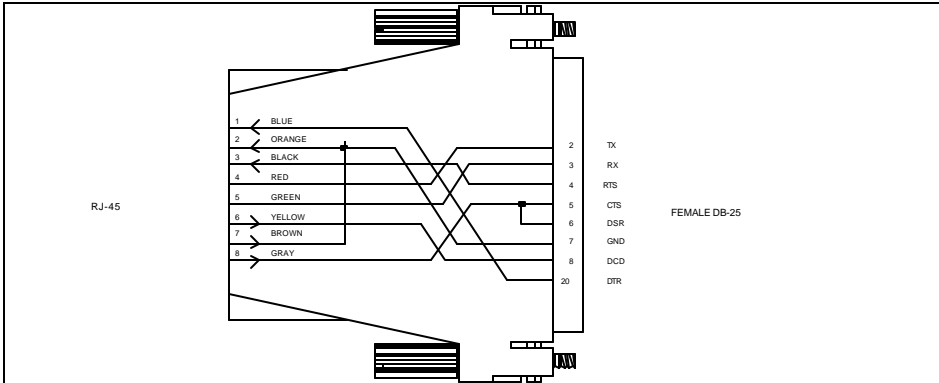 1 BLUE
2 ORANGE
3 BLACK
4 RED
5 GREEN
6 YELLOW
7 BROWN
8 GRAY
RJ-45
2 TX
3 RX
4 RTS
5 CTS
6 DSR
7 GND
8 DCD
20 DTR
FEMALE DB-25